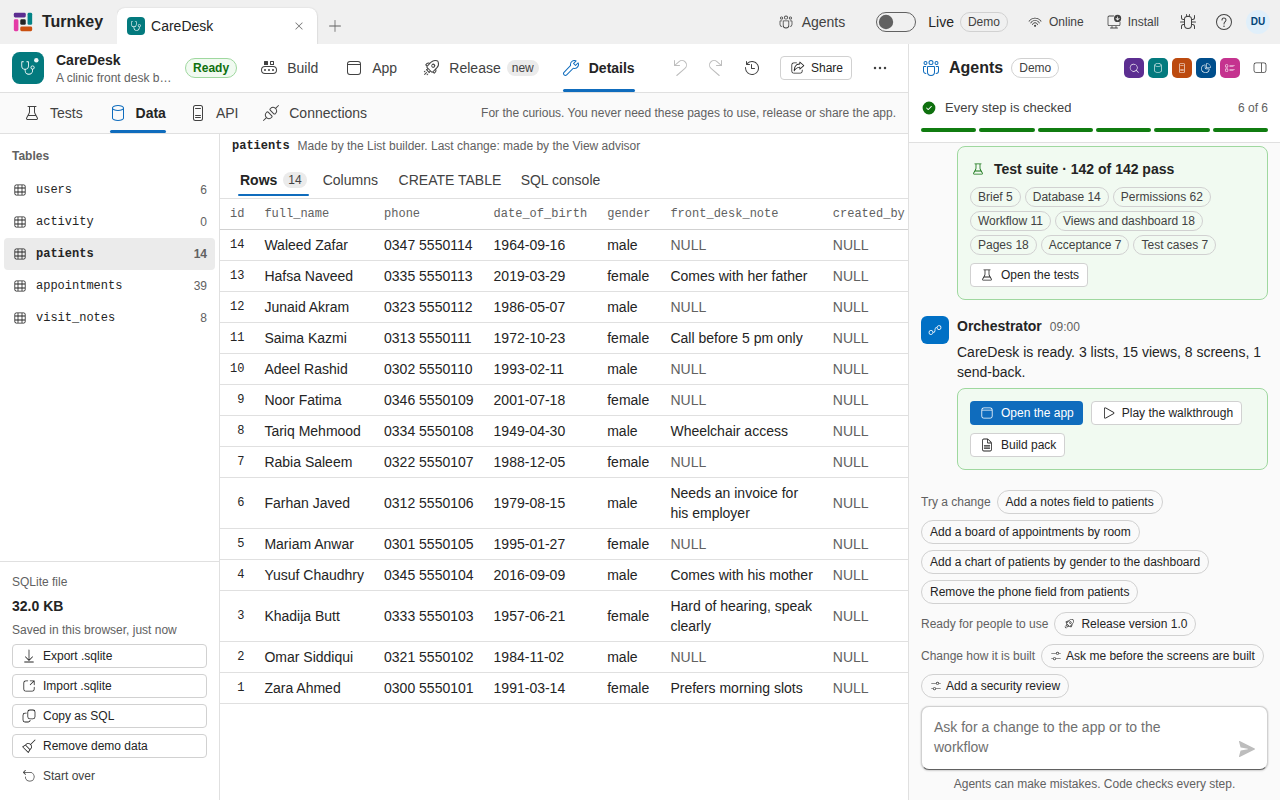 Turnkey
CareDesk
Agents
Live
Demo
Online
Install
DU
CareDesk
A clinic front desk b…
Ready
Build
App
Release new
Details
Share
Tests
Data
API
Connections
For the curious. You never need these pages to use, release or share the app.
Tables
users 6
activity 0
patients 14
appointments 39
visit_notes 8
SQLite file
32.0 KB
Saved in this browser, just now
Export .sqlite
Import .sqlite
Copy as SQL
Remove demo data
Start over
patients Made by the List builder. Last change: made by the View advisor
Rows 14 Columns CREATE TABLE SQL console
id full_name phone date_of_birth gender front_desk_note created_by
14 Waleed Zafar 0347 5550114 1964-09-16 male NULL NULL
13 Hafsa Naveed 0335 5550113 2019-03-29 female Comes with her father NULL
12 Junaid Akram 0323 5550112 1986-05-07 male NULL NULL
11 Saima Kazmi 0313 5550111 1972-10-23 female Call before 5 pm only NULL
10 Adeel Rashid 0302 5550110 1993-02-11 male NULL NULL
9 Noor Fatima 0346 5550109 2001-07-18 female NULL NULL
8 Tariq Mehmood 0334 5550108 1949-04-30 male Wheelchair access NULL
7 Rabia Saleem 0322 5550107 1988-12-05 female NULL NULL
6 Farhan Javed 0312 5550106 1979-08-15 male Needs an invoice for his employer NULL
5 Mariam Anwar 0301 5550105 1995-01-27 female NULL NULL
4 Yusuf Chaudhry 0345 5550104 2016-09-09 male Comes with his mother NULL
3 Khadija Butt 0333 5550103 1957-06-21 female Hard of hearing, speak clearly NULL
2 Omar Siddiqui 0321 5550102 1984-11-02 male NULL NULL
1 Zara Ahmed 0300 5550101 1991-03-14 female Prefers morning slots NULL
Agents Demo
Every step is checked 6 of 6
Test suite · 142 of 142 pass
Brief 5 Database 14 Permissions 62
Workflow 11 Views and dashboard 18
Pages 18 Acceptance 7 Test cases 7
Open the tests
Orchestrator 09:00
CareDesk is ready. 3 lists, 15 views, 8 screens, 1
send-back.
Open the app
Play the walkthrough
Build pack
Try a change Add a notes field to patients
Add a board of appointments by room
Add a chart of patients by gender to the dashboard
Remove the phone field from patients
Ready for people to use Release version 1.0
Change how it is built Ask me before the screens are built
Add a security review
Ask for a change to the app or to the
workflow
Agents can make mistakes. Code checks every step.